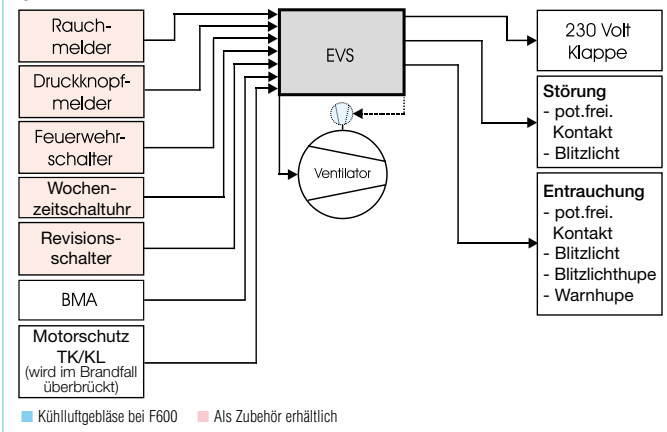 Rauch-
melder
Druckknopf-
melder
Feuerwehr-
schalter
Wochen-
zeitschaltuhr
Revisions-
schalter
BMA
Motorschutz
TK/KL
(wird im Brandfall
überbrückt)
EVS
Ventilator
230 Volt
Klappe
Störung
- pot.frei.
Kontakt
- Blitzlicht
Entrauchung
- pot.frei.
Kontakt
- Blitzlicht
- Blitzlichthupe
- Warnhupe
Kühlluftgebläse bei F600 Als Zubehör erhältlich